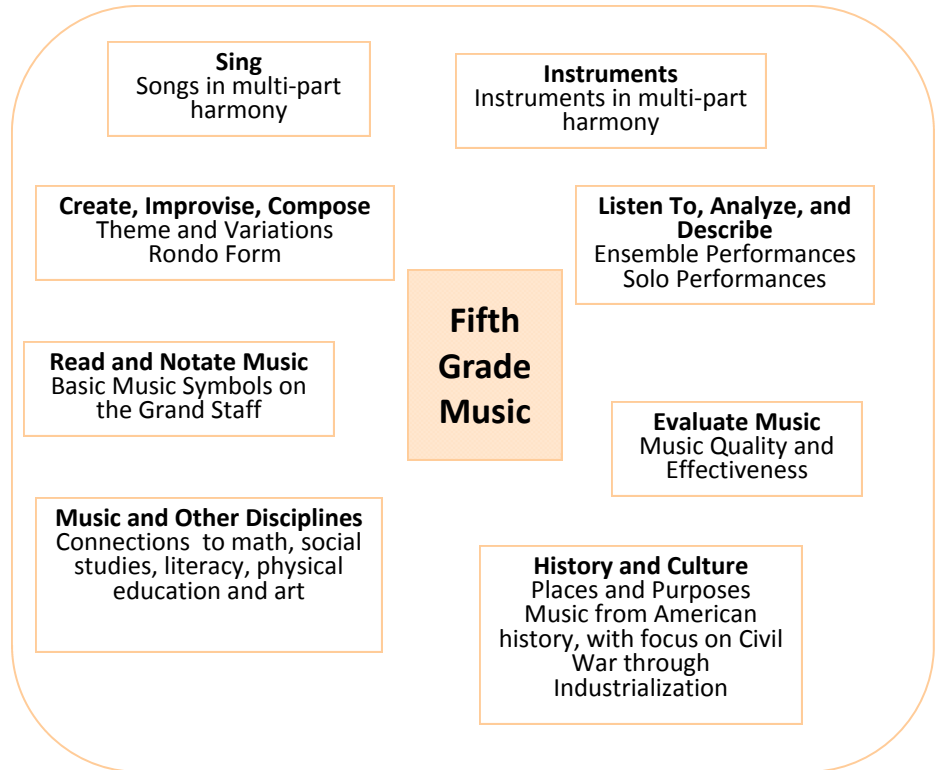 Sing
Songs in multi-part
harmony
Instruments
Instruments in multi-part
harmony
Create, Improvise, Compose
Theme and Variations
Rondo Form
Listen To, Analyze, and
Describe
Ensemble Performances
Solo Performances
Fifth
Grade
Music
Read and Notate Music
Basic Music Symbols on
the Grand Staff
Evaluate Music
Music Quality and
Effectiveness
Music and Other Disciplines
Connections to math, social
studies, literacy, physical
education and art
History and Culture
Places and Purposes
Music from American
history, with focus on Civil
War through
Industrialization